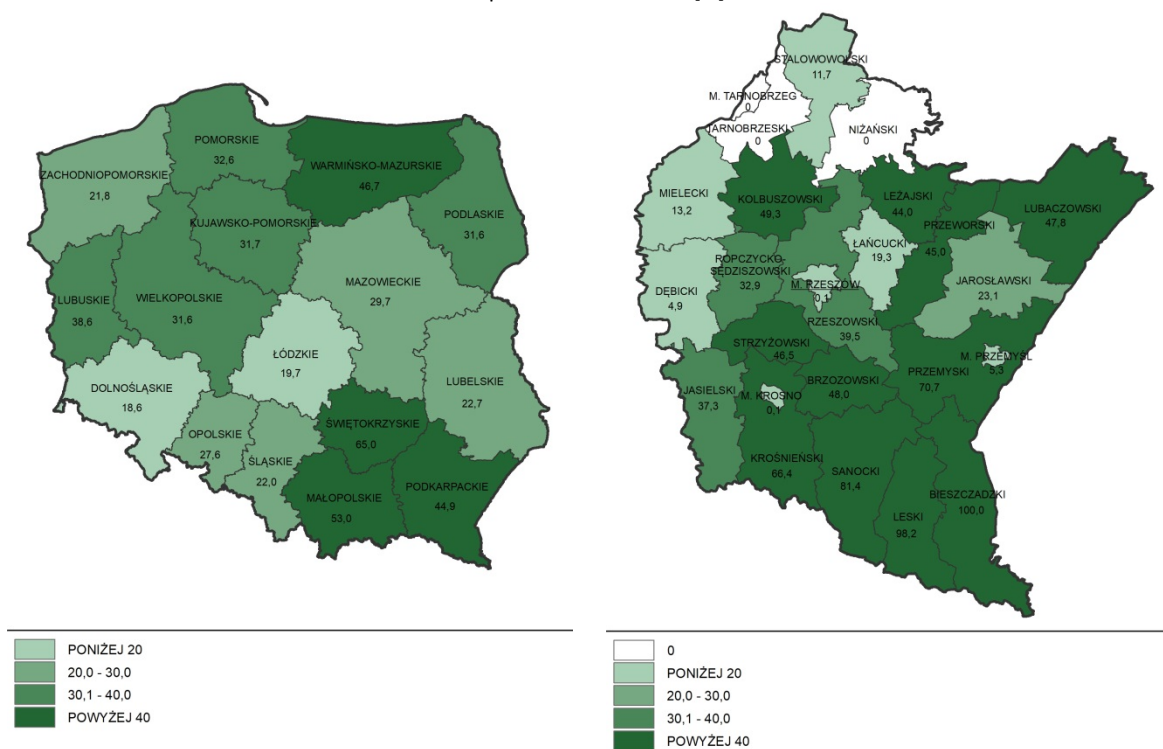 POMORSKIE
32,6
WARMIŃSKO-MAZURSKIE
46,7
ZACHODNIOPOMORSKIE
21,8
PODLASKIE
31,6
KUJAWSKO-POMORSKIE
31,7
MAZOWIECKIE
29,7
LUBUSKIE
38,6
WIELKOPOLSKIE
31,6
ŁÓDZKIE
19,7
LUBELSKIE
22,7
DOLNOŚLĄSKIE
18,6
OPOLSKIE
27,6
ŚLĄSKIE
22,0
ŚWIĘTOKRZYSKIE
65,0
MAŁOPOLSKIE
53,0
PODKARPACKIE
44,9
PONIŻEJ 20
20,0 - 30,0
30,1 - 40,0
POWYŻEJ 40
STALOWOWOLSKI
11,7
M. TARNOBRZEG
0
TARNOBRZESKI
0
NIŻAŃSKI
0
MIELECKI
13,2
KOLBUSZOWSKI
49,3
LEŻAJSKI
44,0
LUBACZOWSKI
47,8
PRZEWORSKI
45,0
ŁAŃCUCKI
19,3
ROPCZYCKO-
SĘDZISZOWSKI
32,9
M. RZESZÓW
0,1
JAROSŁAWSKI
23,1
DĘBICKI
4,9
RZESZOWSKI
39,5
STRZYŻOWSKI
46,5
M. PRZEMYŚL
5,3
PRZEMYSKI
70,7
BRZOZOWSKI
48,0
JASIELSKI
37,3
M. KROSNO
0,1
KROŚNIEŃSKI
66,4
SANOCKI
81,4
BIESZCZADZKI
100,0
LESKI
98,2
0
PONIŻEJ 20
20,0 - 30,0
30,1 - 40,0
POWYŻEJ 40